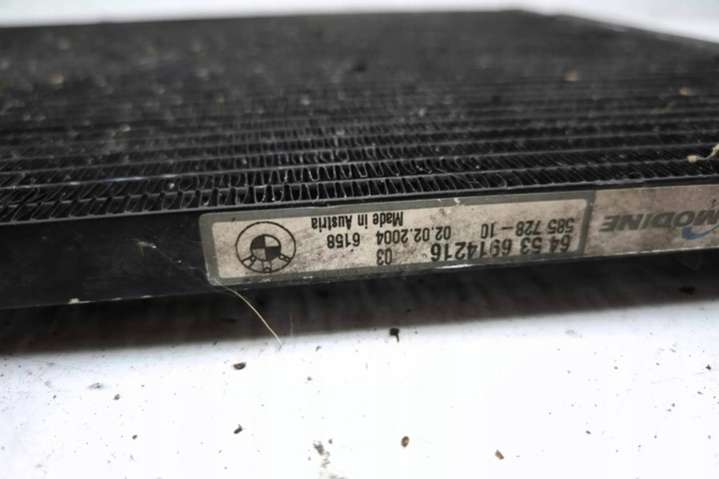 MODINE
64 53 6914216 03
585 728-10 02.02.2004 6158
Made in Austria